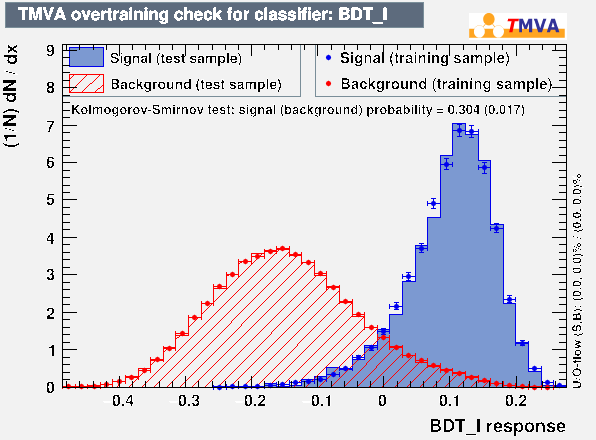 TMVA overtraining check for classifier: BDT_I
TMVA
Signal (test sample)
Background (test sample)
Signal (training sample)
Background (training sample)
Kolmogorov-Smirnov test: signal (background) probability = 0.304 (0.017)
(1/N) dN / dx
9
8
7
6
5
4
3
2
1
0
-0.4 -0.3 -0.2 -0.1 0 0.1 0.2
BDT_I response
U/O-flow (S,B): (0.0, 0.0)% / (0.0, 0.0)%